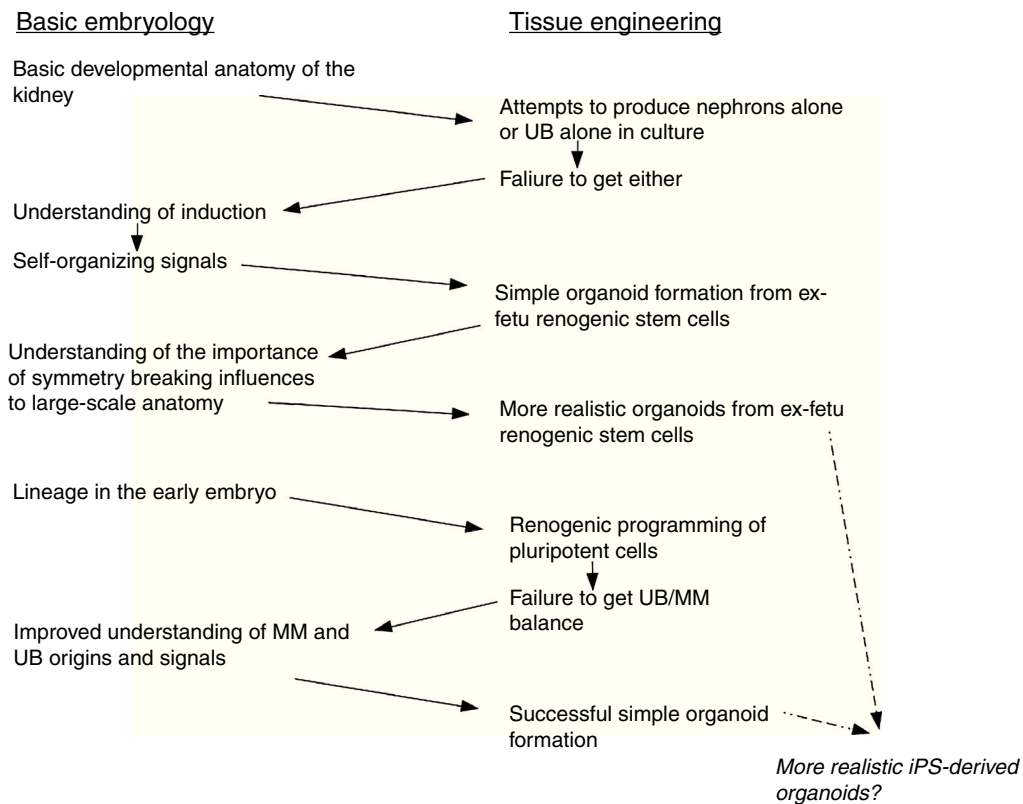 Basic embryology
Tissue engineering
Basic developmental anatomy of the
kidney
Attempts to produce nephrons alone
or UB alone in culture
Faliure to get either
Understanding of induction
Self-organizing signals
Simple organoid formation from ex-
fetu renogenic stem cells
Understanding of the importance
of symmetry breaking influences
to large-scale anatomy
More realistic organoids from ex-fetu
renogenic stem cells
Lineage in the early embryo
Renogenic programming of
pluripotent cells
Failure to get UB/MM
balance
Improved understanding of MM and
UB origins and signals
Successful simple organoid
formation
More realistic iPS-derived
organoids?